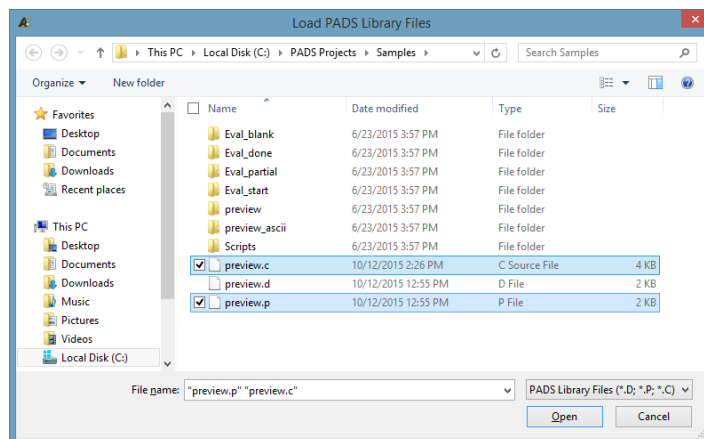 Load PADS Library Files
This PC Local Disk (C:) PADS Projects Samples Search Samples
Organize New folder
Name Date modified Type Size
Favorites
Desktop
Documents
Downloads
Recent places
This PC
Desktop
Documents
Downloads
Music
Pictures
Videos
Local Disk (C:)
Eval_blank 6/23/2015 3:57 PM File folder
Eval_done 6/23/2015 3:57 PM File folder
Eval_partial 6/23/2015 3:57 PM File folder
Eval_start 6/23/2015 3:57 PM File folder
preview 6/23/2015 3:57 PM File folder
preview_ascii 6/23/2015 3:57 PM File folder
Scripts 6/23/2015 3:57 PM File folder
preview.c 10/12/2015 2:26 PM C Source File 4 KB
preview.d 10/12/2015 12:55 PM D File 2 KB
preview.p 10/12/2015 12:55 PM P File 2 KB
File name: "preview.p" "preview.c" PADS Library Files (*.D; *.P; *.C)
Open Cancel